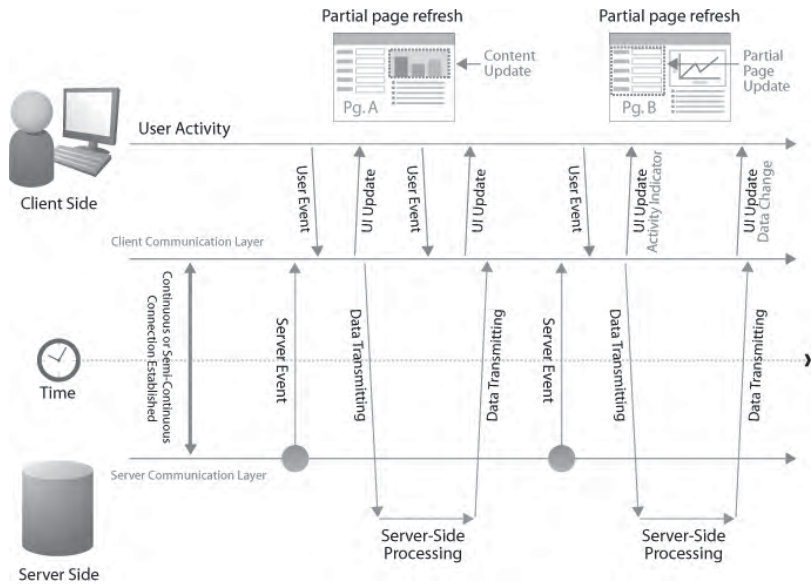 Partial page refresh
Partial page refresh
Content
Update
Pg. A
Partial
Page
Update
Pg. B
User Activity
Client Side
User Event
UI Update
User Event
UI Update
User Event
UI Update
Activity Indicator
UI Update
Data Change
Client Communication Layer
Continuous or Semi-Continuous
Connection Established
Server Event
Data Transmitting
Data Transmitting
Server Event
Data Transmitting
Data Transmitting
Time
Server Communication Layer
Server-Side
Processing
Server-Side
Processing
Server Side